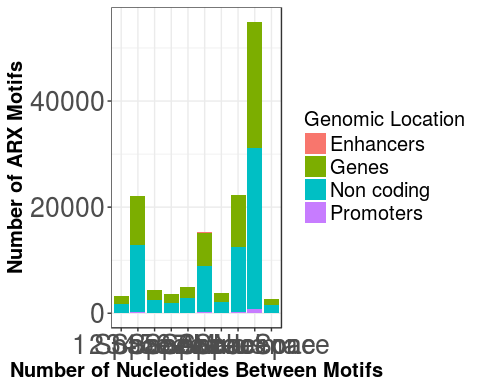 Number of ARX Motifs
40000
20000
0
Number of Nucleotides Between Motifs
Genomic Location
Enhancers
Genes
Non coding
Promoters